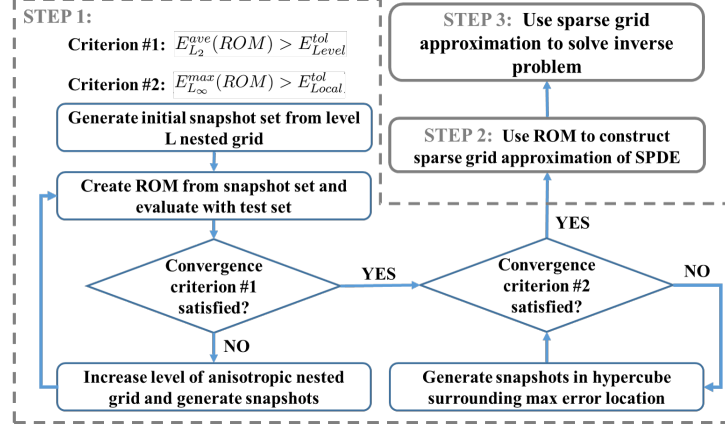 STEP 1:
Criterion #1: $E_{L_2}^{ave}(ROM) > E_{Level}^{tol}$
Criterion #2: $E_{L_\infty}^{max}(ROM) > E_{Local}^{tol}$
Generate initial snapshot set from level
L nested grid
Create ROM from snapshot set and
evaluate with test set
Convergence
criterion #1
satisfied?
YES
NO
Increase level of anisotropic nested
grid and generate snapshots
Convergence
criterion #2
satisfied?
YES
NO
Generate snapshots in hypercube
surrounding max error location
STEP 2: Use ROM to construct
sparse grid approximation of SPDE
STEP 3: Use sparse grid
approximation to solve inverse
problem